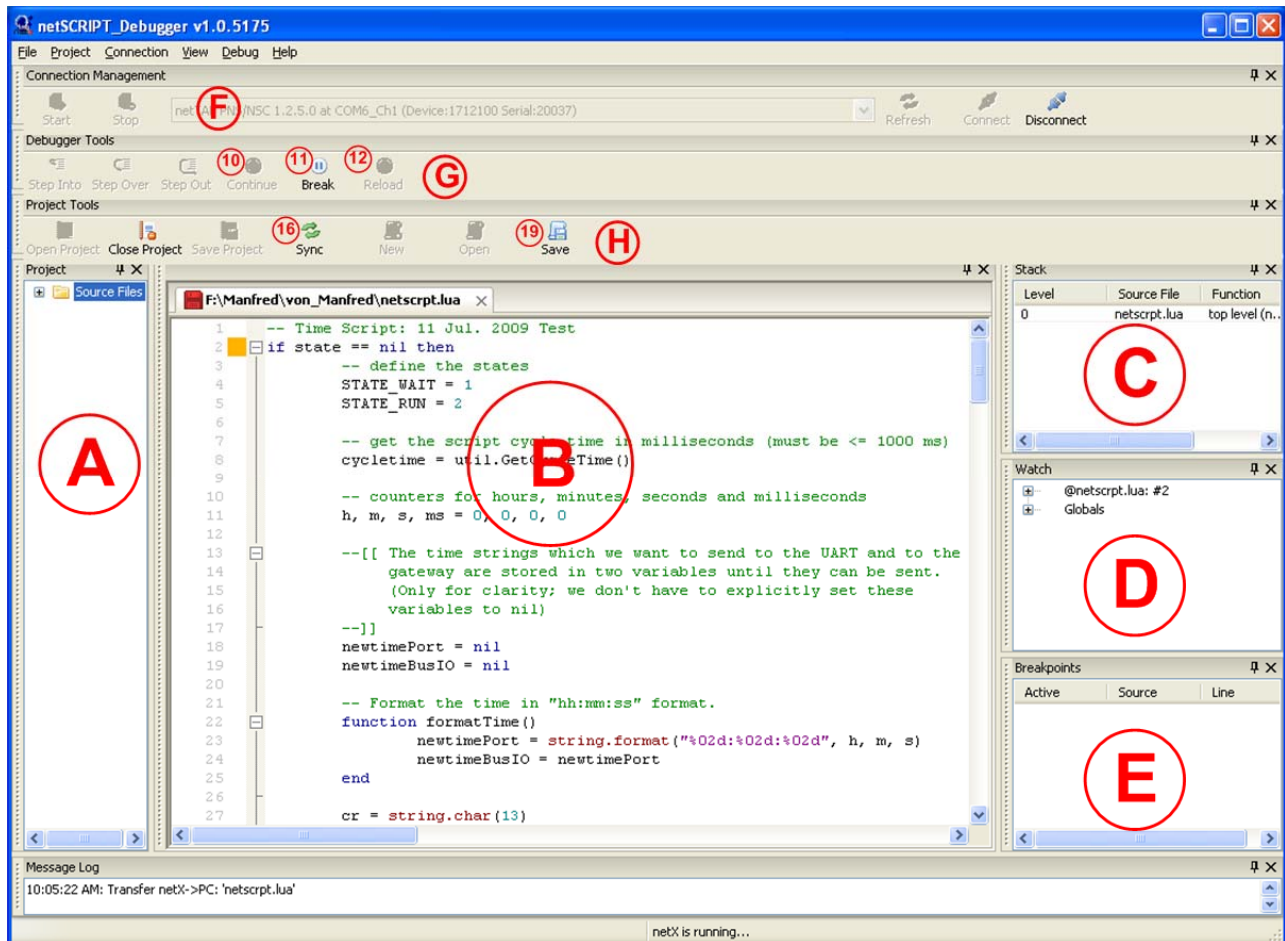 netSCRIPT_Debugger v1.0.5175
File Project Connection View Debug Help
Connection Management
Start Stop F /NSC 1.2.5.0 at COM6_Ch1 (Device:1712100 Serial:20037) Refresh Connect Disconnect
Debugger Tools
Step Into Step Over Step Out 10 Continue 11 Break 12 Reload G
Project Tools
Open Project Close Project Save Project 16 Sync New Open 19 Save H
Project
Source Files
A
F:\Manfred\von_Manfred\netscrpt.lua
1 -- Time Script: 11 Jul. 2009 Test
2 if state == nil then
3 -- define the states
4 STATE_WAIT = 1
5 STATE_RUN = 2
6
7 -- get the script cycle time in milliseconds (must be <= 1000 ms)
8 cycletime = util.GetCycleTime()
9
10 -- counters for hours, minutes, seconds and milliseconds
11 h, m, s, ms = 0, 0, 0, 0
12
13 --[[ The time strings which we want to send to the UART and to the
14 gateway are stored in two variables until they can be sent.
15 (Only for clarity; we don't have to explicitly set these
16 variables to nil)
17 --]]
18 newtimePort = nil
19 newtimeBusIO = nil
20
21 -- Format the time in "hh:mm:ss" format.
22 function formatTime()
23 newtimePort = string.format("%02d:%02d:%02d", h, m, s)
24 newtimeBusIO = newtimePort
25 end
26
27 cr = string.char(13)
B
Stack
Level Source File Function
0 netscrpt.lua top level (n..
C
Watch
@netscrpt.lua: #2
Globals
D
Breakpoints
Active Source Line
E
Message Log
10:05:22 AM: Transfer netX->PC: 'netscrpt.lua'
netX is running...